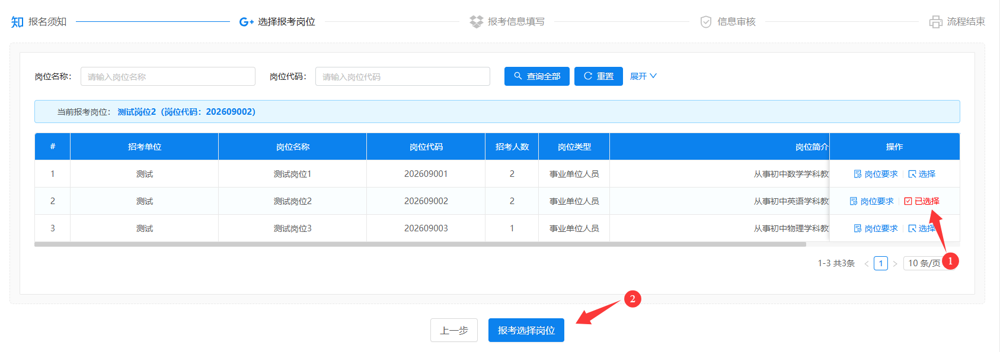 知 报名须知 G+ 选择报考岗位 报考信息填写 信息审核 流程结束
岗位名称： 请输入岗位名称 岗位代码： 请输入岗位代码 查询全部 重置 展开
当前报考岗位： 测试岗位2（岗位代码：202609002）
# 招考单位 岗位名称 岗位代码 招考人数 岗位类型 岗位简介 操作
1 测试 测试岗位1 202609001 2 事业单位人员 从事初中数学学科教 岗位要求 选择
2 测试 测试岗位2 202609002 2 事业单位人员 从事初中英语学科教 岗位要求 已选择
3 测试 测试岗位3 202609003 1 事业单位人员 从事初中物理学科教 岗位要求 选择
1-3 共3条 < 1 > 10 条/页 1
2
上一步 报考选择岗位